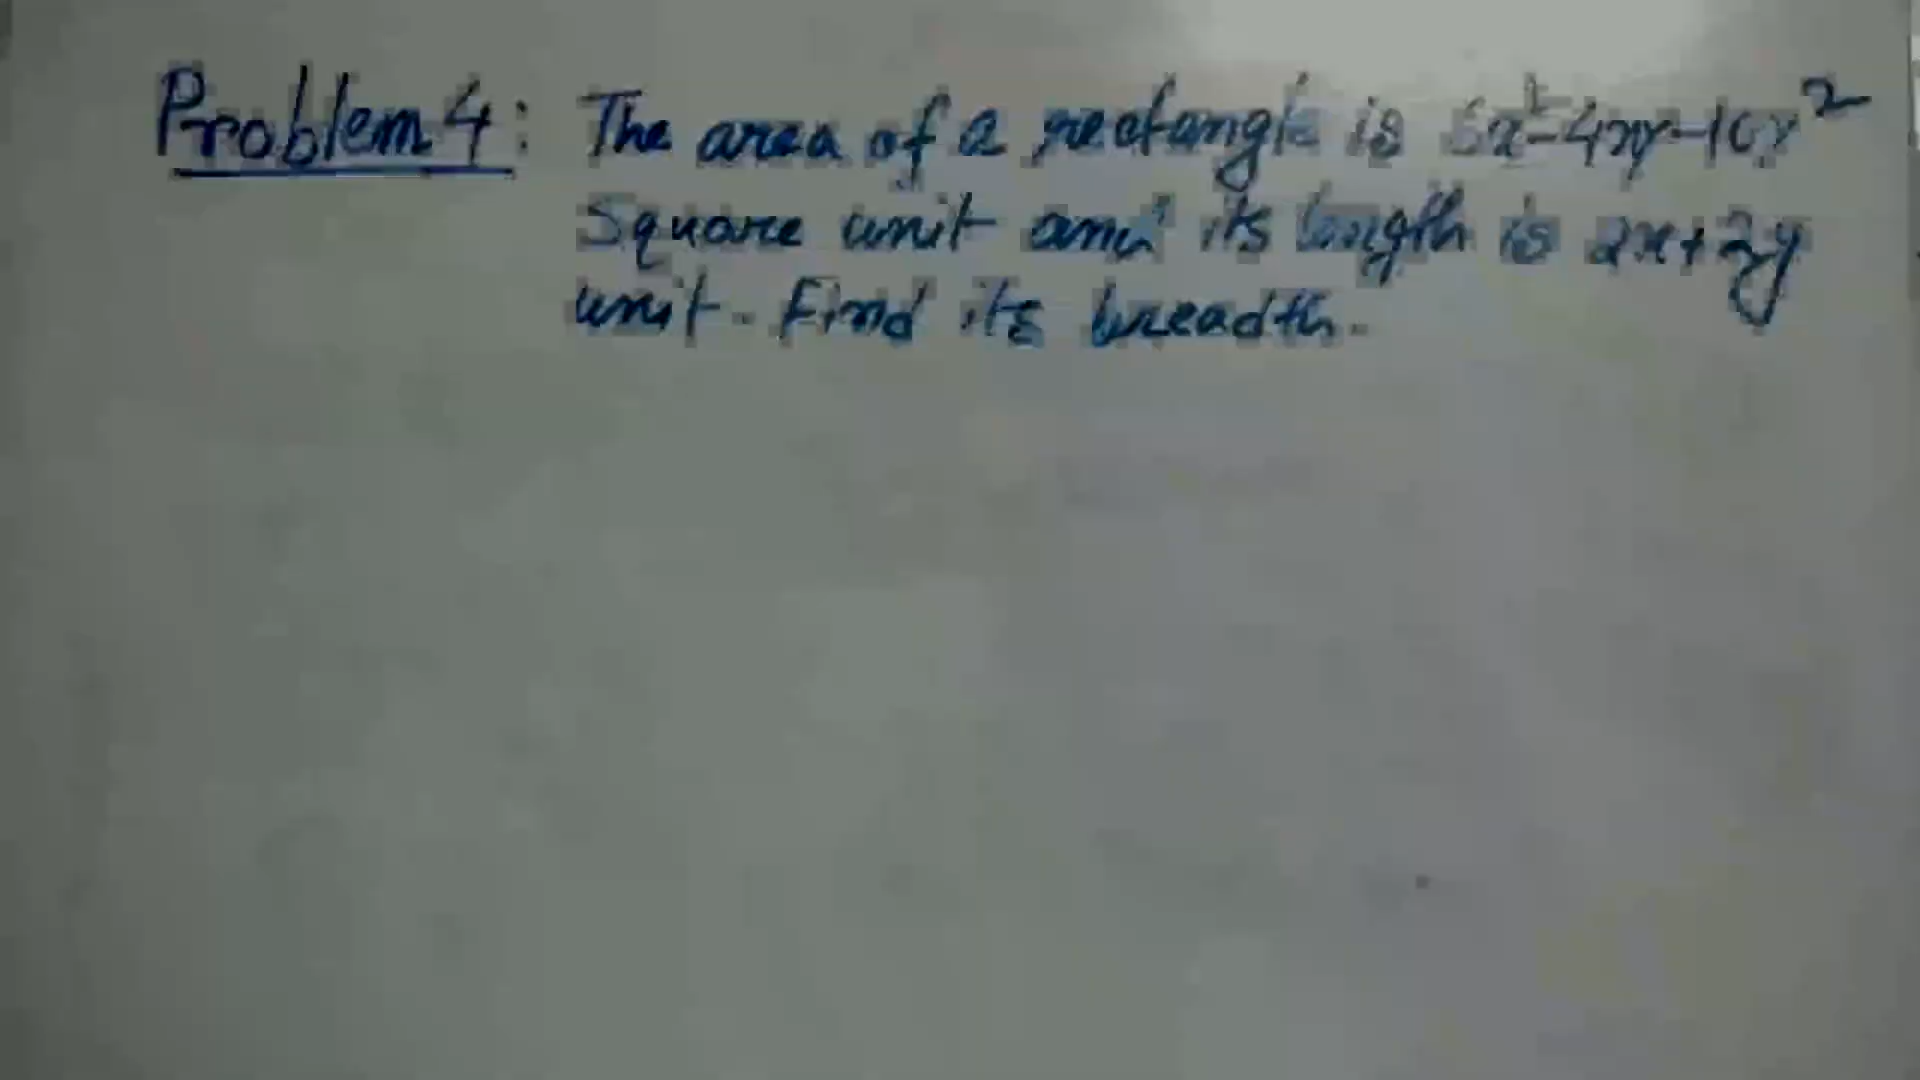 Problem 4: The area of a rectangle is 6x²-4xy-10y²
Square unit and its length is 2x+2y
unit. Find its breadth.